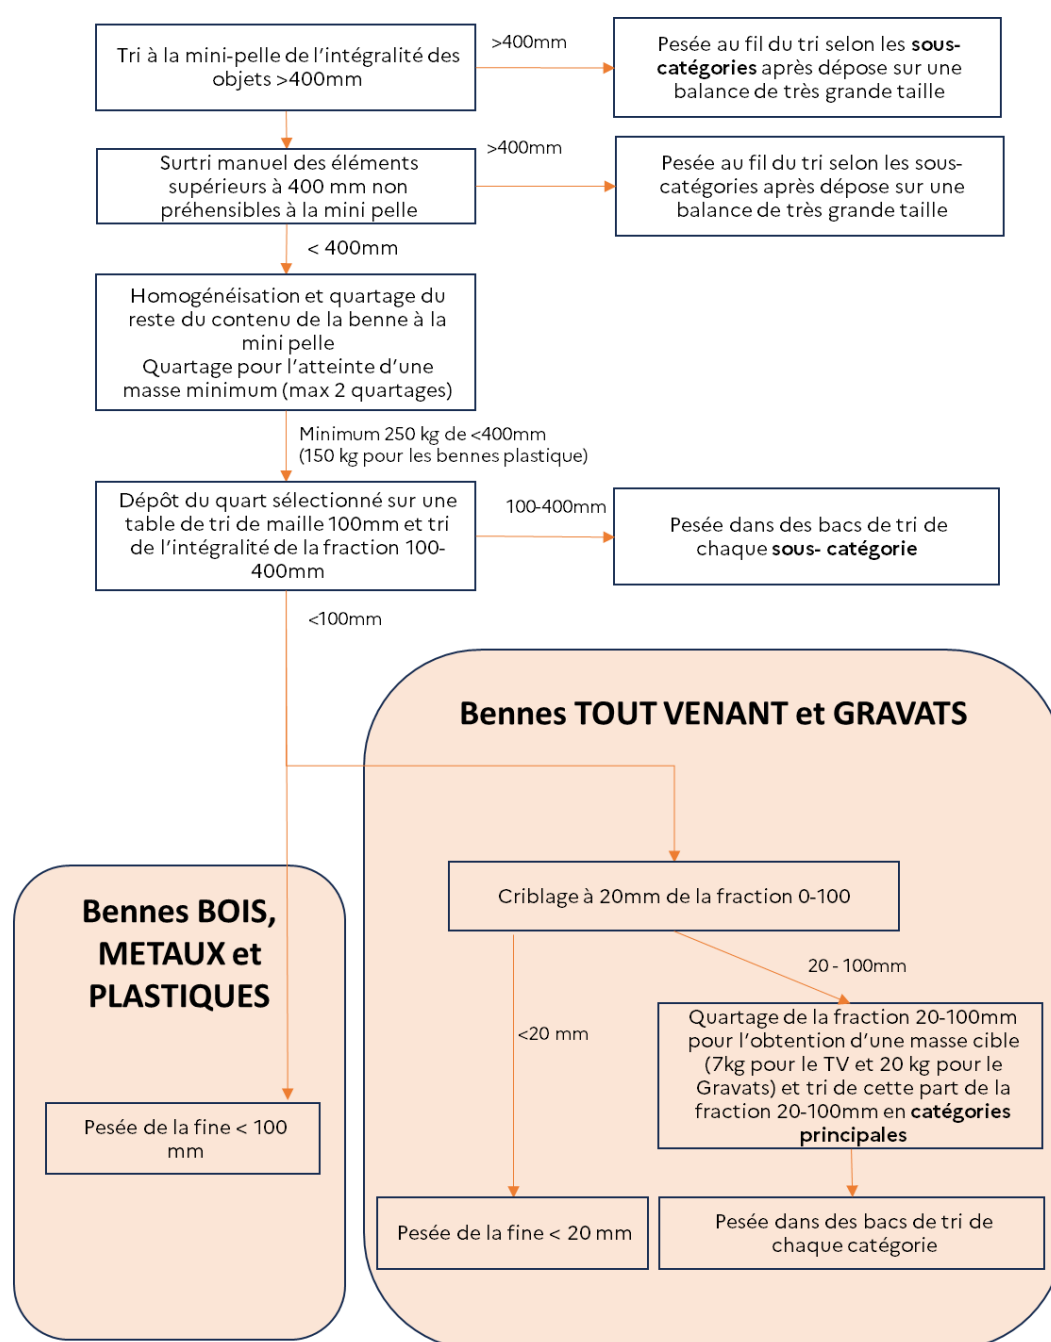 Tri à la mini-pelle de l'intégralité des
objets >400mm
>400mm
Pesée au fil du tri selon les sous-
catégories après dépose sur une
balance de très grande taille
Surtri manuel des éléments
supérieurs à 400 mm non
préhensibles à la mini pelle
>400mm
Pesée au fil du tri selon les sous-
catégories après dépose sur une
balance de très grande taille
< 400mm
Homogénéisation et quartage du
reste du contenu de la benne à la
mini pelle
Quartage pour l'atteinte d'une
masse minimum (max 2 quartages)
Minimum 250 kg de <400mm
(150 kg pour les bennes plastique)
Dépôt du quart sélectionné sur une
table de tri de maille 100mm et tri
de l'intégralité de la fraction 100-
400mm
100-400mm
Pesée dans des bacs de tri de
chaque sous- catégorie
<100mm
Bennes TOUT VENANT et GRAVATS
Criblage à 20mm de la fraction 0-100
Bennes BOIS,
METAUX et
PLASTIQUES
20 - 100mm
<20 mm
Quartage de la fraction 20-100mm
pour l'obtention d'une masse cible
(7kg pour le TV et 20 kg pour le
Gravats) et tri de cette part de la
fraction 20-100mm en catégories
principales
Pesée de la fine < 100
mm
Pesée de la fine < 20 mm
Pesée dans des bacs de tri de
chaque catégorie